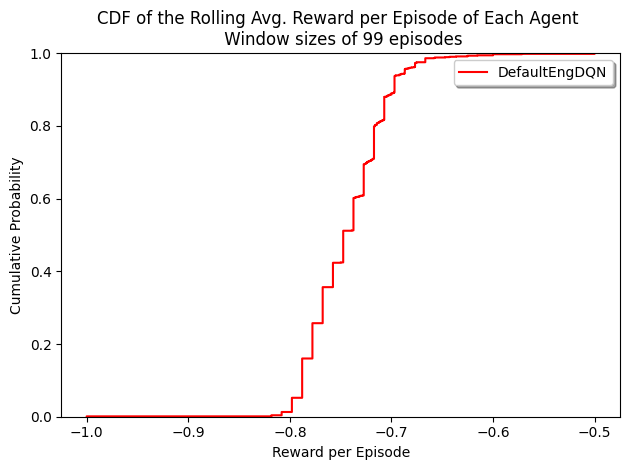 CDF of the Rolling Avg. Reward per Episode of Each Agent
Window sizes of 99 episodes
DefaultEngDQN
1.0
0.8
0.6
0.4
0.2
0.0
Cumulative Probability
−1.0 −0.9 −0.8 −0.7 −0.6 −0.5
Reward per Episode